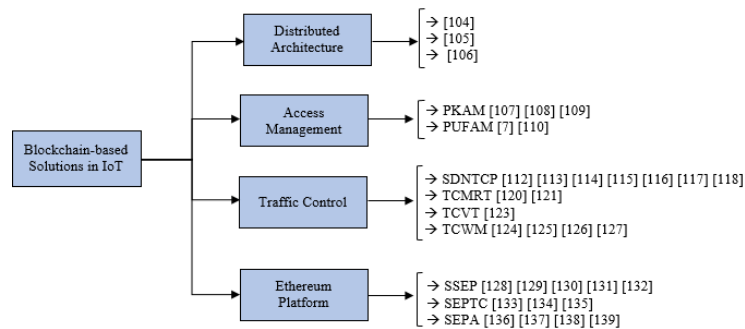 Distributed
Architecture
→ [104]
→ [105]
→ [106]
Access
Management
→ PKAM [107] [108] [109]
→ PUFAM [7] [110]
Blockchain-based
Solutions in IoT
Traffic Control
→ SDNTCP [112] [113] [114] [115] [116] [117] [118]
→ TCMRT [120] [121]
→ TCVT [123]
→ TCWM [124] [125] [126] [127]
Ethereum
Platform
→ SSEP [128] [129] [130] [131] [132]
→ SEPTC [133] [134] [135]
→ SEPA [136] [137] [138] [139]